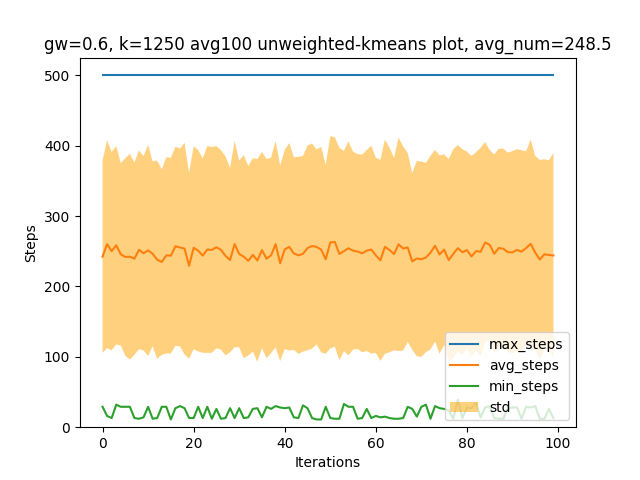 gw=0.6, k=1250 avg100 unweighted-kmeans plot, avg_num=248.5
500
400
300
200
100
0
Steps
0
20
40
60
80
100
Iterations
max_steps
avg_steps
min_steps
std